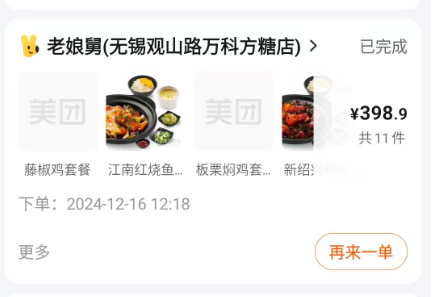 老娘舅(无锡观山路万科方糖店) >
已完成
美团
美团
¥398.9
共11件
藤椒鸡套餐
江南红烧鱼...
板栗焖鸡套...
新绍兴
下单：2024-12-16 12:18
更多
再来一单